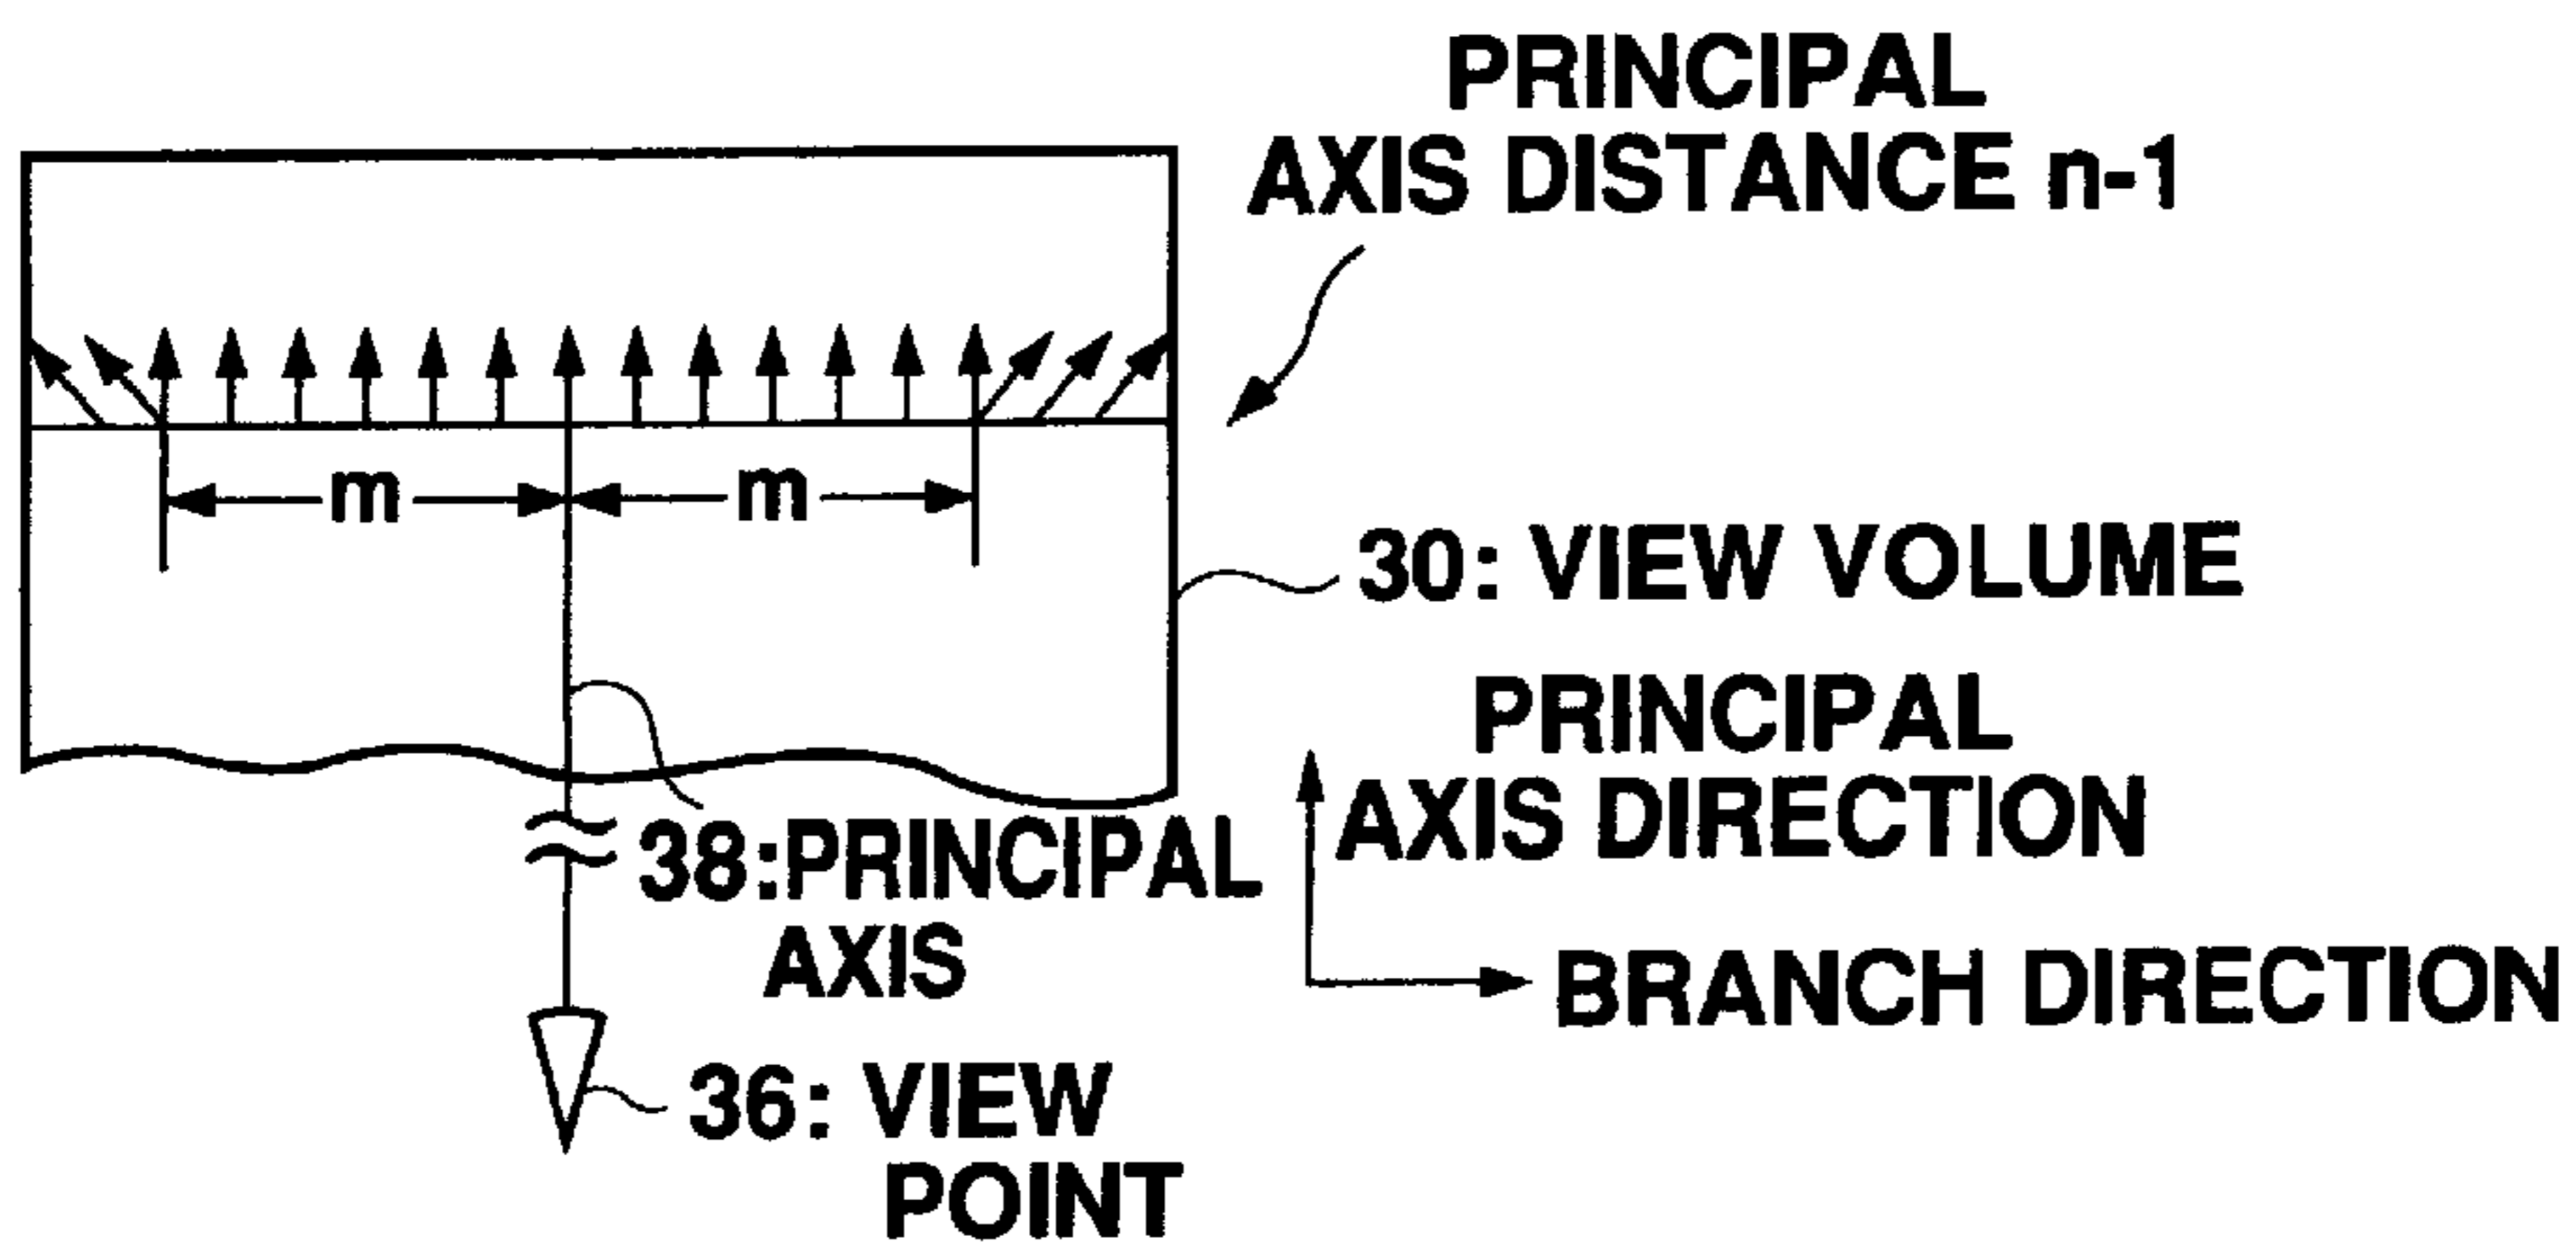 PRINCIPAL
AXIS DISTANCE n-1
m
m
30: VIEW VOLUME
PRINCIPAL
AXIS DIRECTION
38:PRINCIPAL
AXIS
BRANCH DIRECTION
36: VIEW
POINT